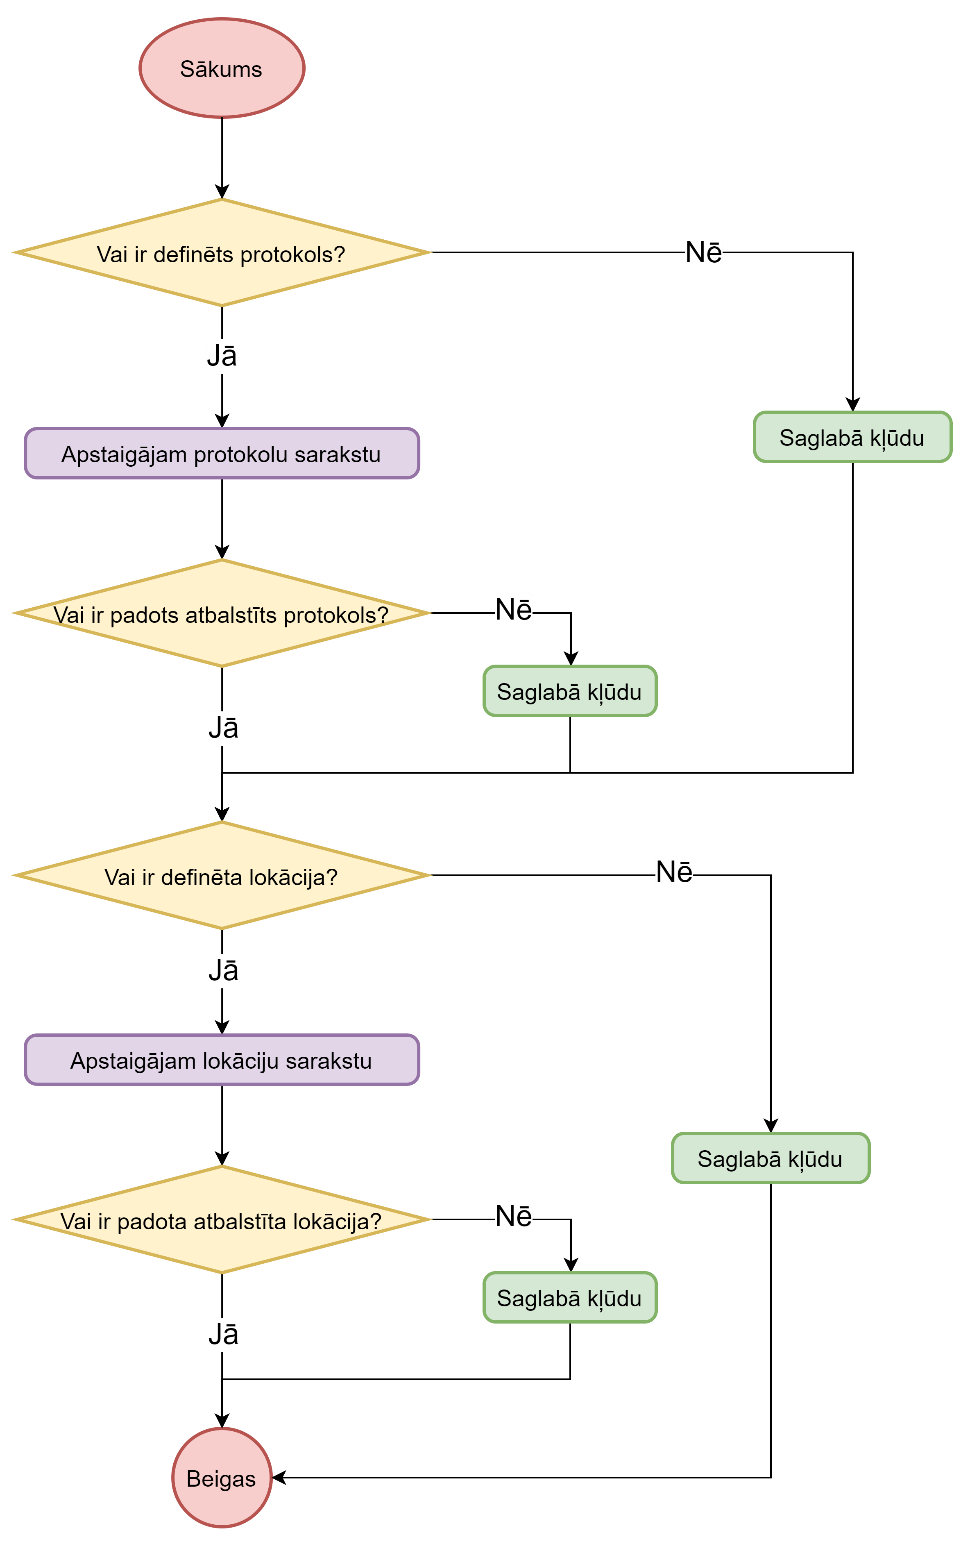 Sākums
Vai ir definēts protokols?
Nē
Jā
Saglabā kļūdu
Apstaigājam protokolu sarakstu
Vai ir padots atbalstīts protokols?
Nē
Saglabā kļūdu
Jā
Vai ir definēta lokācija?
Nē
Jā
Apstaigājam lokāciju sarakstu
Saglabā kļūdu
Vai ir padota atbalstīta lokācija?
Nē
Saglabā kļūdu
Jā
Beigas